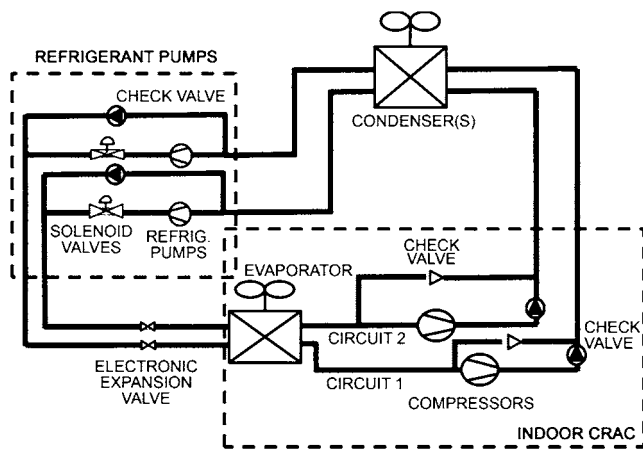 REFRIGERANT PUMPS
CHECK VALVE
CONDENSER(S)
SOLENOID
VALVES
REFRIG.
PUMPS
EVAPORATOR
CHECK
VALVE
CHECK
VALVE
CIRCUIT 2
ELECTRONIC
EXPANSION
VALVE
CIRCUIT 1
COMPRESSORS
INDOOR CRAC